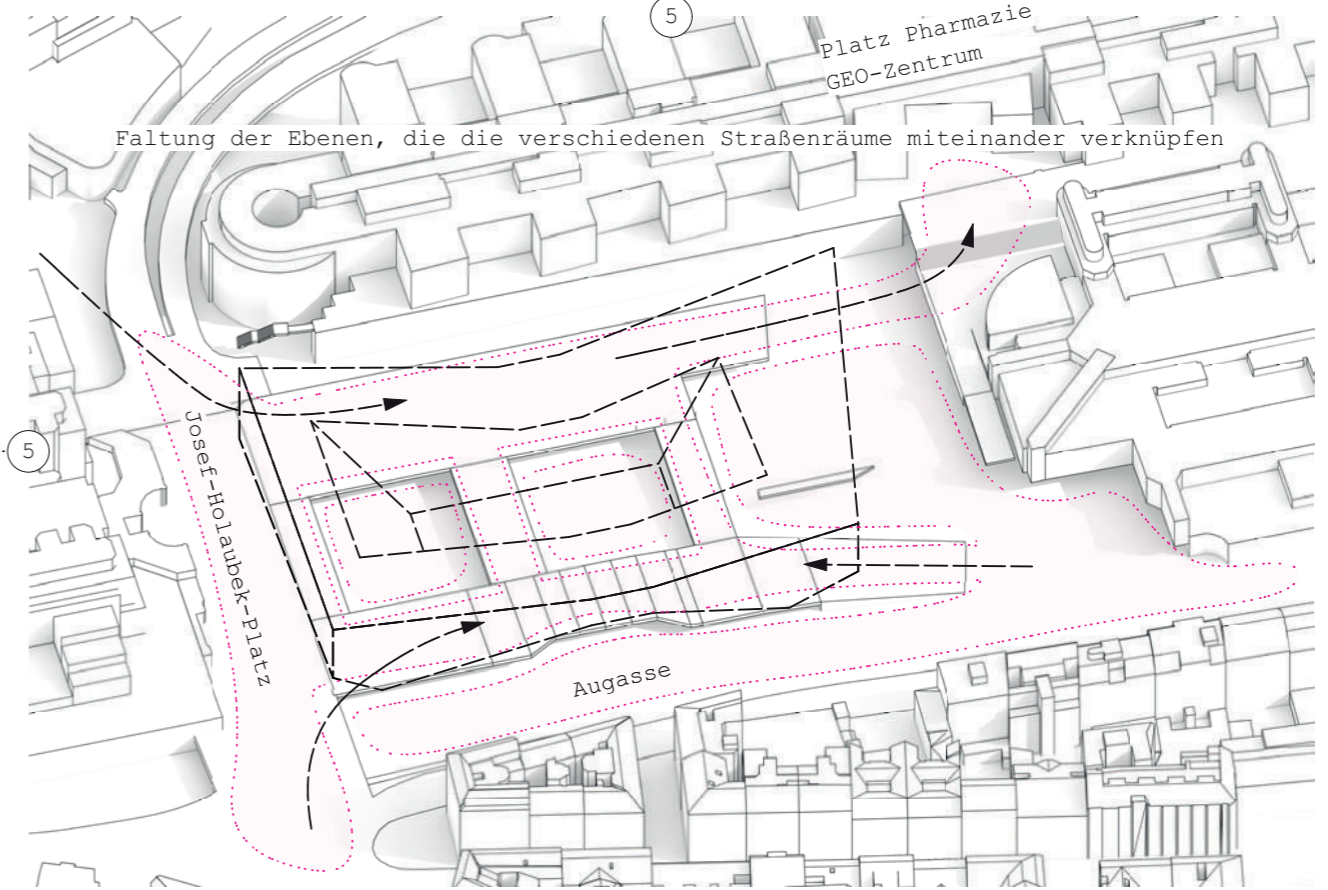 5
Platz Pharmazie
GEO-Zentrum
Faltung der Ebenen, die die verschiedenen Straßenräume miteinander verknüpfen
5
Josef-Holaubek-Platz
Augasse